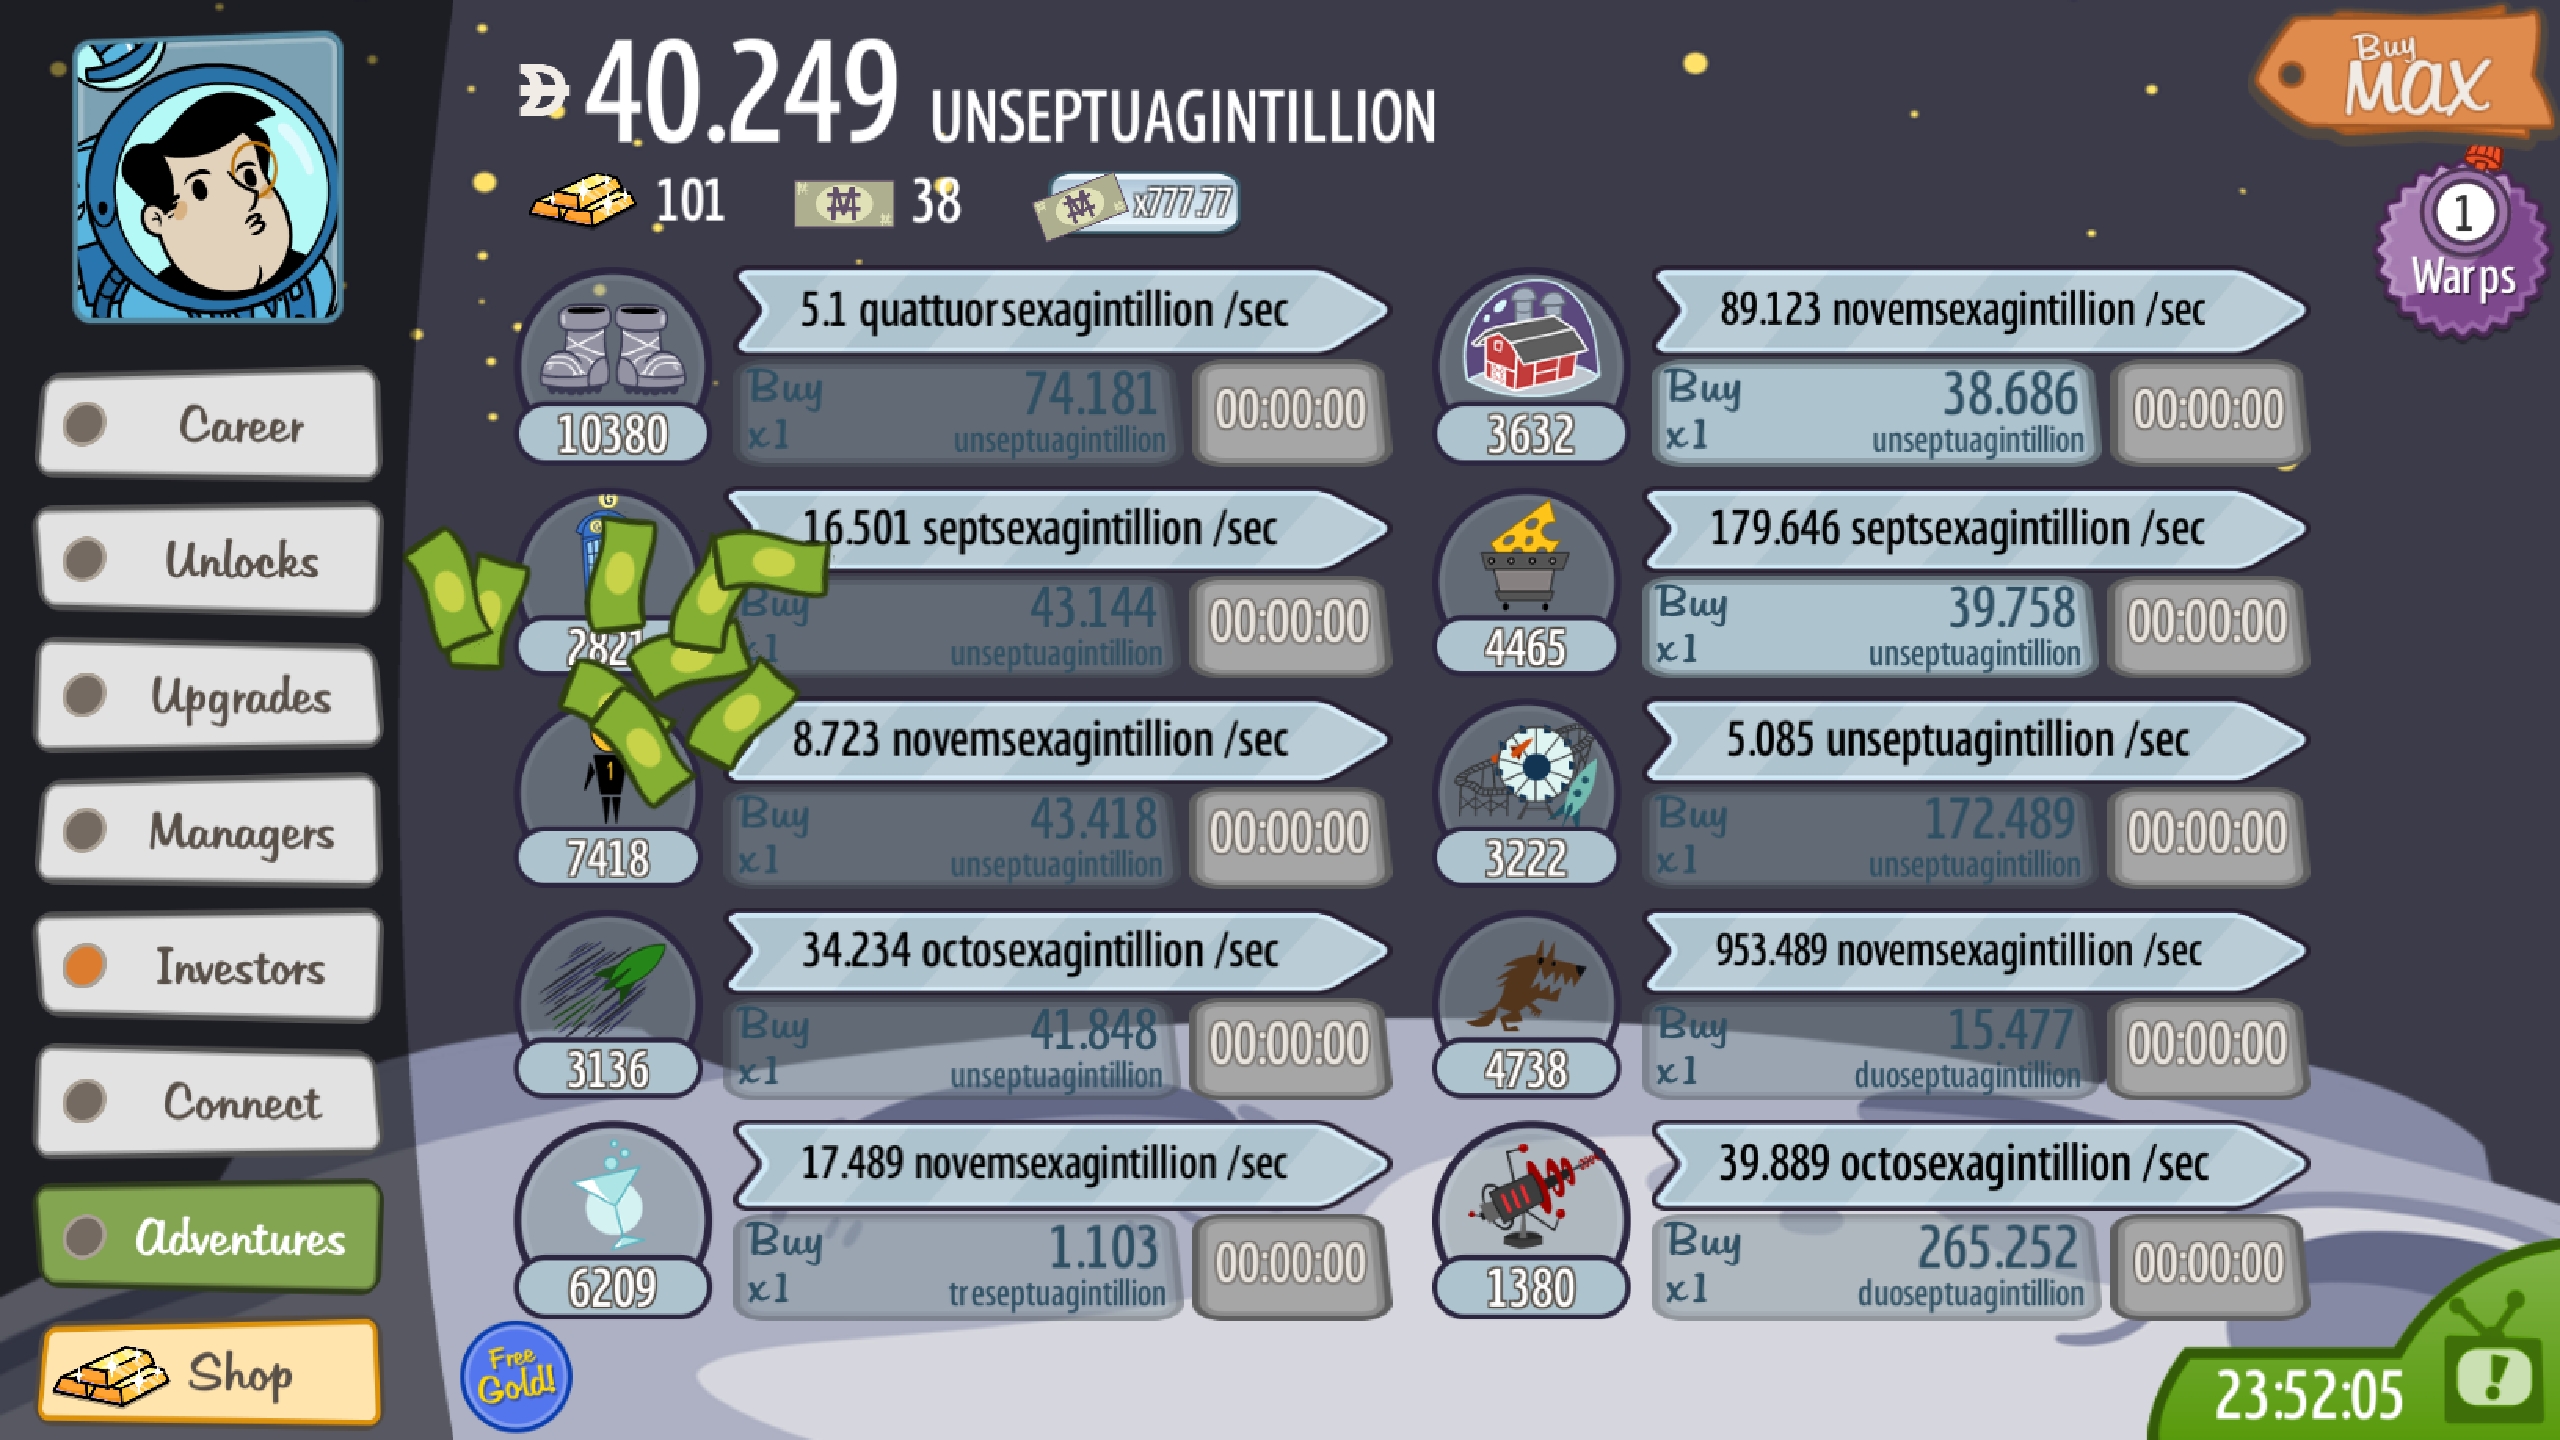 40.249 UNSEPTUAGINTILLION
Buy
MAX
101
38
x777.77
1
Warps
5.1 quattuorsexagintillion /sec
Buy
x1
74.181
unseptuagintillion
00:00:00
10380
89.123 novemsexagintillion /sec
Buy
x1
38.686
unseptuagintillion
00:00:00
3632
16.501 septsexagintillion /sec
Buy
x1
43.144
unseptuagintillion
00:00:00
2821
179.646 septsexagintillion /sec
Buy
x1
39.758
unseptuagintillion
00:00:00
4465
8.723 novemsexagintillion /sec
Buy
x1
43.418
unseptuagintillion
00:00:00
1
7418
5.085 unseptuagintillion /sec
Buy
x1
172.489
unseptuagintillion
00:00:00
3222
34.234 octosexagintillion /sec
Buy
x1
41.848
unseptuagintillion
00:00:00
3136
953.489 novemsexagintillion /sec
Buy
x1
15.477
duoseptuagintillion
00:00:00
4738
17.489 novemsexagintillion /sec
Buy
x1
1.103
treseptuagintillion
00:00:00
6209
39.889 octosexagintillion /sec
Buy
x1
265.252
duoseptuagintillion
00:00:00
1380
Career
Unlocks
Upgrades
Managers
Investors
Connect
Adventures
Shop
Free
Gold!
23:52:05